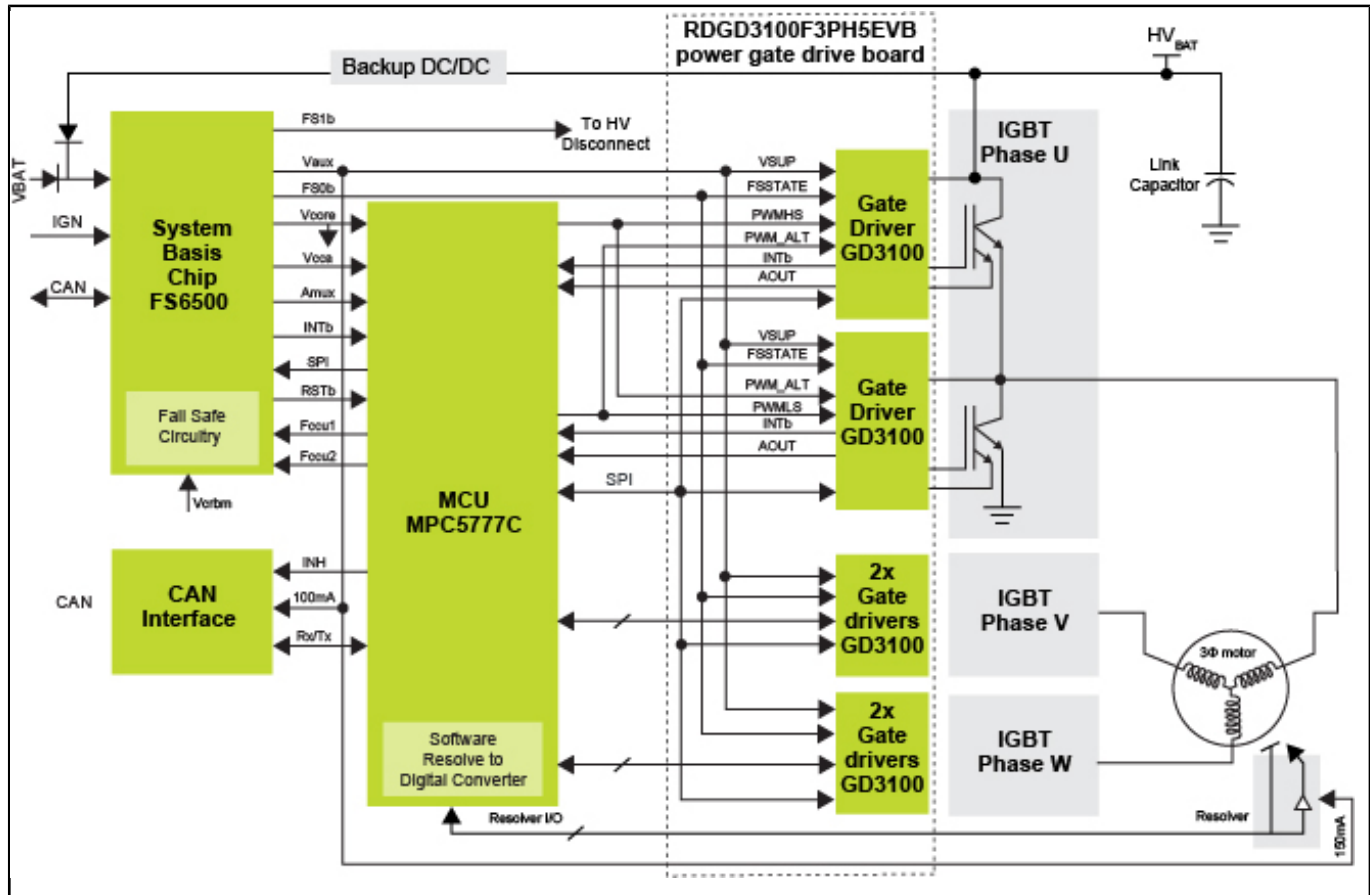 RDGD3100F3PH5EVB
power gate drive board
HV BAT
Backup DC/DC
FS1b
To HV
Disconnect
IGBT
Phase U
Link
Capacitor
VBAT
IGN
CAN
System
Basis
Chip
FS6500
Fail Safe
Circuitry
Vcrbm
Vaux
FS0b
Vcore
Vcca
Amux
INTb
SPI
RSTb
Fccu1
Fccu2
MCU
MPC5777C
VSUP
FSSTATE
PWMHS
PWM_ALT
INTb
AOUT
Gate
Driver
GD3100
VSUP
FSSTATE
PWM_ALT
PWMLS
INTb
AOUT
SPI
Gate
Driver
GD3100
CAN
CAN
Interface
INH
100mA
Rx/Tx
2x
Gate
drivers
GD3100
IGBT
Phase V
3Φ motor
2x
Gate
drivers
GD3100
IGBT
Phase W
Software
Resolve to
Digital Converter
Resolver I/O
Resolver
150mA